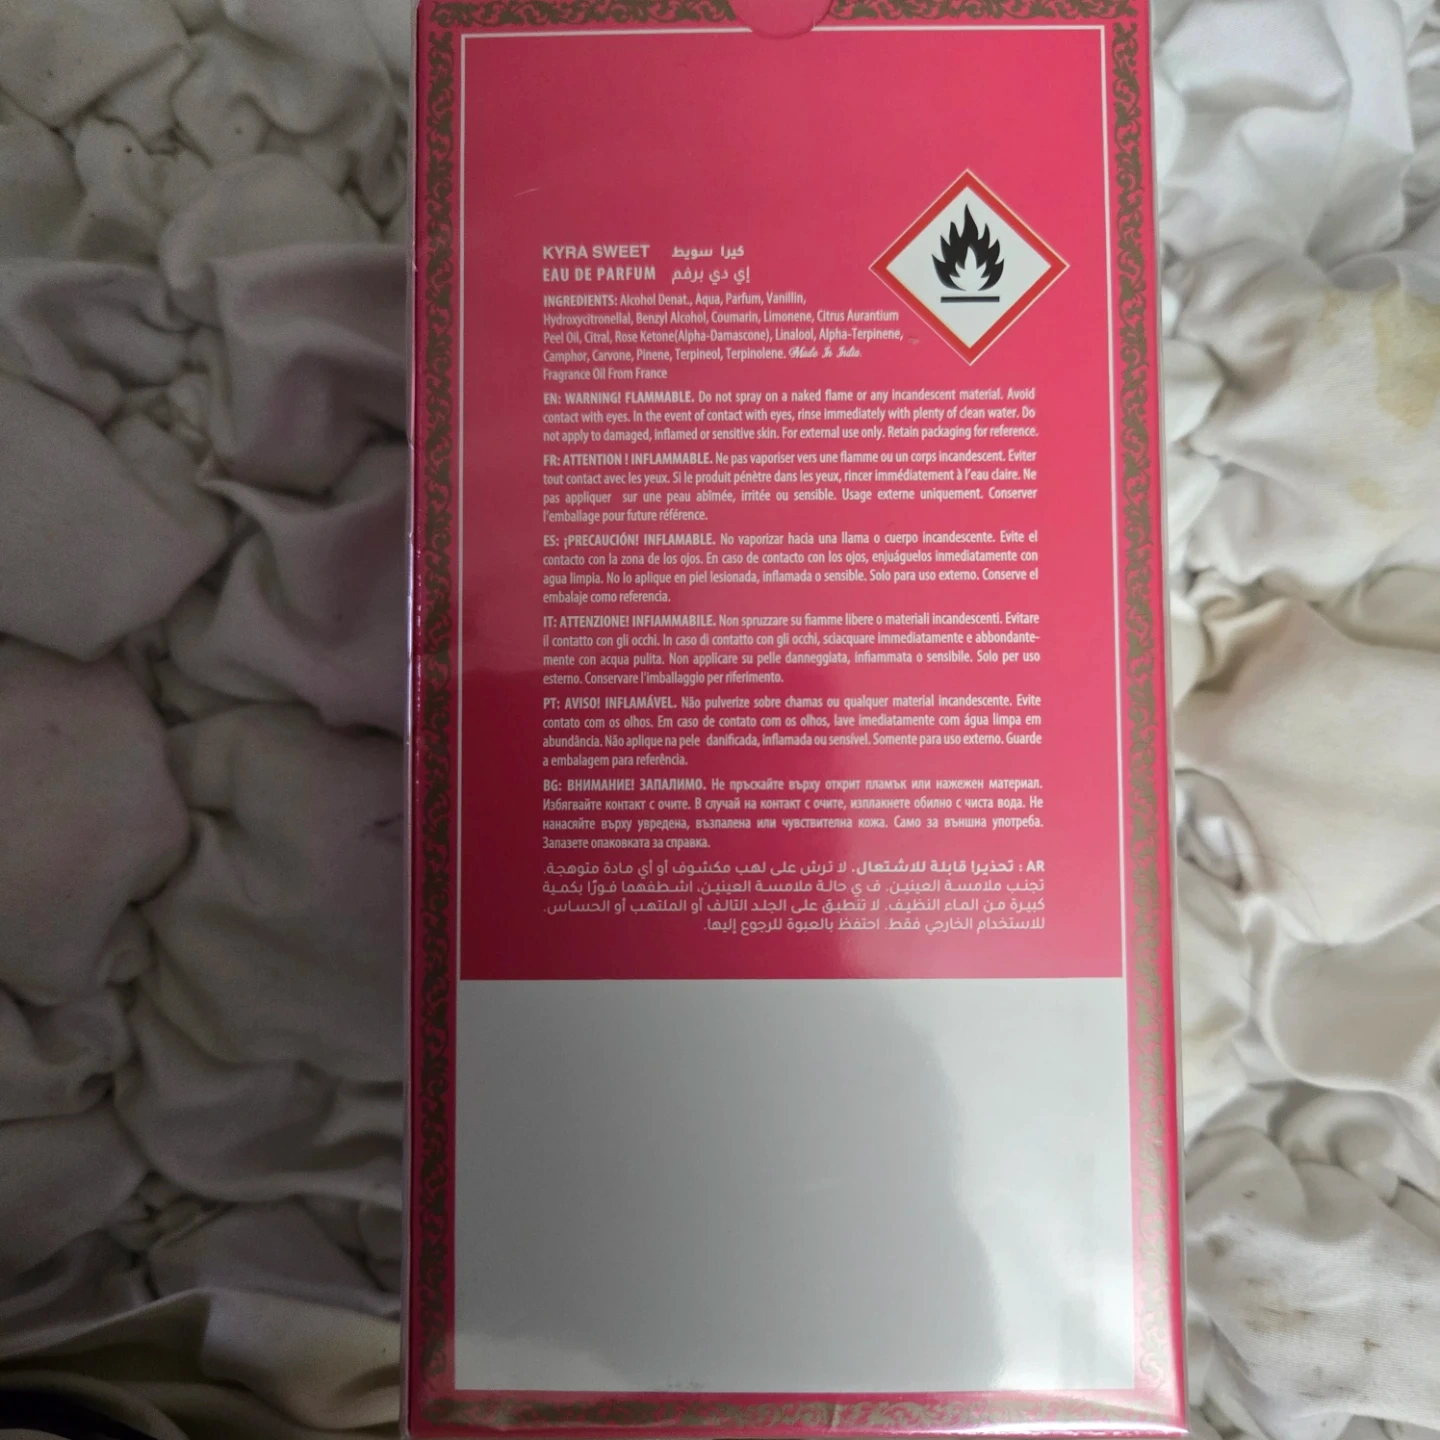 KYRA SWEET كيرا سويط
EAU DE PARFUM إي دي برفم
INGREDIENTS: Alcohol Denat., Aqua, Parfum, Vanillin,
Hydroxycitronellal, Benzyl Alcohol, Coumarin, Limonene, Citrus Aurantium
Peel Oil, Citral, Rose Ketone(Alpha-Damascone), Linalool, Alpha-Terpinene,
Camphor, Carvone, Pinene, Terpineol, Terpinolene. Made In India
Fragrance Oil From France
EN: WARNING! FLAMMABLE. Do not spray on a naked flame or any incandescent material. Avoid
contact with eyes. In the event of contact with eyes, rinse immediately with plenty of clean water. Do
not apply to damaged, inflamed or sensitive skin. For external use only. Retain packaging for reference.
FR: ATTENTION ! INFLAMMABLE. Ne pas vaporiser vers une flamme ou un corps incandescent. Eviter
tout contact avec les yeux. Si le produit pénètre dans les yeux, rincer immédiatement à l'eau claire. Ne
pas appliquer sur une peau abîmée, irritée ou sensible. Usage externe uniquement. Conserver
l'emballage pour future référence.
ES: ¡PRECAUCIÓN! INFLAMABLE. No vaporizar hacia una llama o cuerpo incandescente. Evite el
contacto con la zona de los ojos. En caso de contacto con los ojos, enjuáguelos inmediatamente con
agua limpia. No lo aplique en piel lesionada, inflamada o sensible. Solo para uso externo. Conserve el
embalaje como referencia.
IT: ATTENZIONE! INFIAMMABILE. Non spruzzare su fiamme libere o materiali incandescenti. Evitare
il contatto con gli occhi. In caso di contatto con gli occhi, sciacquare immediatamente e abbondante-
mente con acqua pulita. Non applicare su pelle danneggiata, infiammata o sensibile. Solo per uso
esterno. Conservare l'imballaggio per riferimento.
PT: AVISO! INFLAMÁVEL. Não pulverize sobre chamas ou qualquer material incandescente. Evite
contato com os olhos. Em caso de contato com os olhos, lave imediatamente com água limpa em
abundância. Não aplique na pele danificada, inflamada ou sensível. Somente para uso externo. Guarde
a embalagem para referência.
BG: ВНИМАНИЕ! ЗАПАЛИМО. Не пръскайте върху открит пламък или нажежен материал.
Избягвайте контакт с очите. В случай на контакт с очите, изплакнете обилно с чиста вода. Не
нанасяйте върху увредена, възпалена или чувствителна кожа. Само за външна употреба.
Запазете опаковката за справка.
AR : تحذيرا قابلة للاشتعال. لا ترش على لهب مكشوف أو أي مادة متوهجة.
تجنب ملامسة العينين. ف ي حالة ملامسة العينين، اشطفهما فورًا بكمية
كبيرة من الماء النظيف. لا تتطبق على الجلد التالف أو الملتهب أو الحساس.
للاستخدام الخارجي فقط. احتفظ بالعبوة للرجوع إليها.